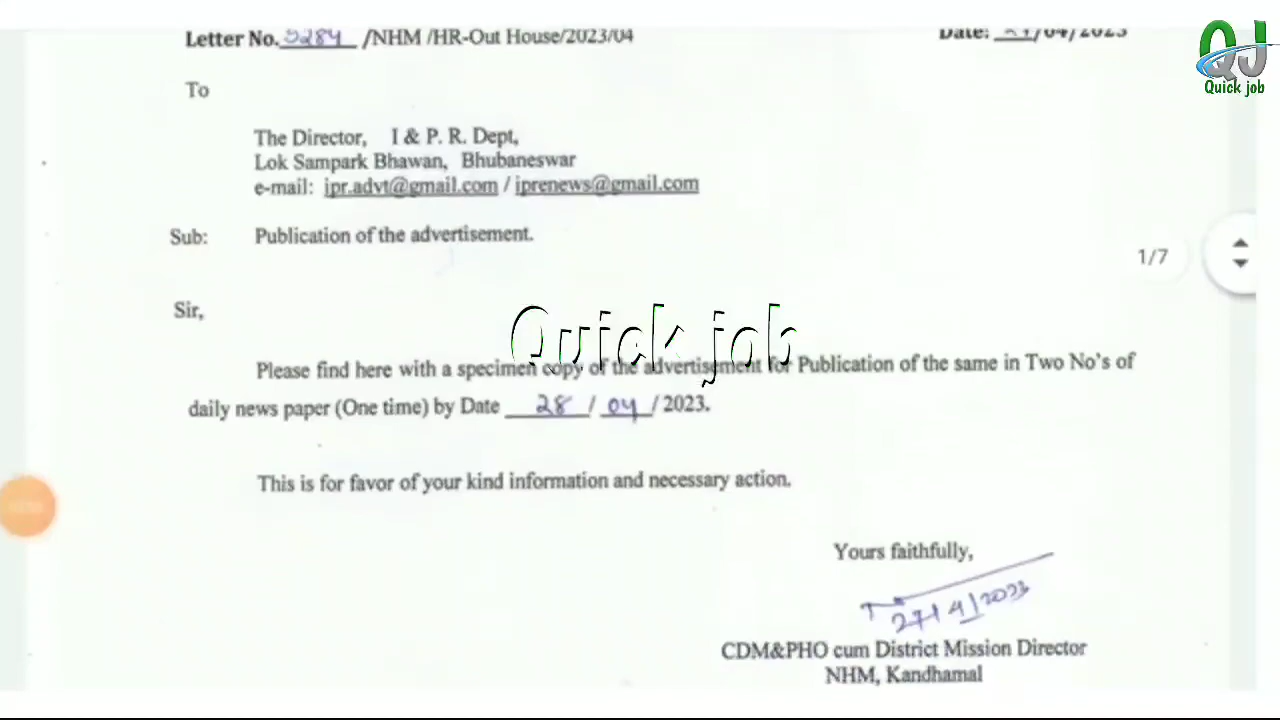 Letter No. 5284 /NHM /HR-Out House/2023/04
Date: 27/04/2023
QJ
Quick job
To
The Director, I & P. R. Dept,
Lok Sampark Bhawan, Bhubaneswar
e-mail: ipr.advt@gmail.com / iprenews@gmail.com
Sub: Publication of the advertisement.
1/7
Sir,
Quick job
Please find here with a specimen copy of the advertisement for Publication of the same in Two No's of
daily news paper (One time) by Date 28 / 04 / 2023.
This is for favor of your kind information and necessary action.
Yours faithfully,
27/4/2023
CDM&PHO cum District Mission Director
NHM, Kandhamal